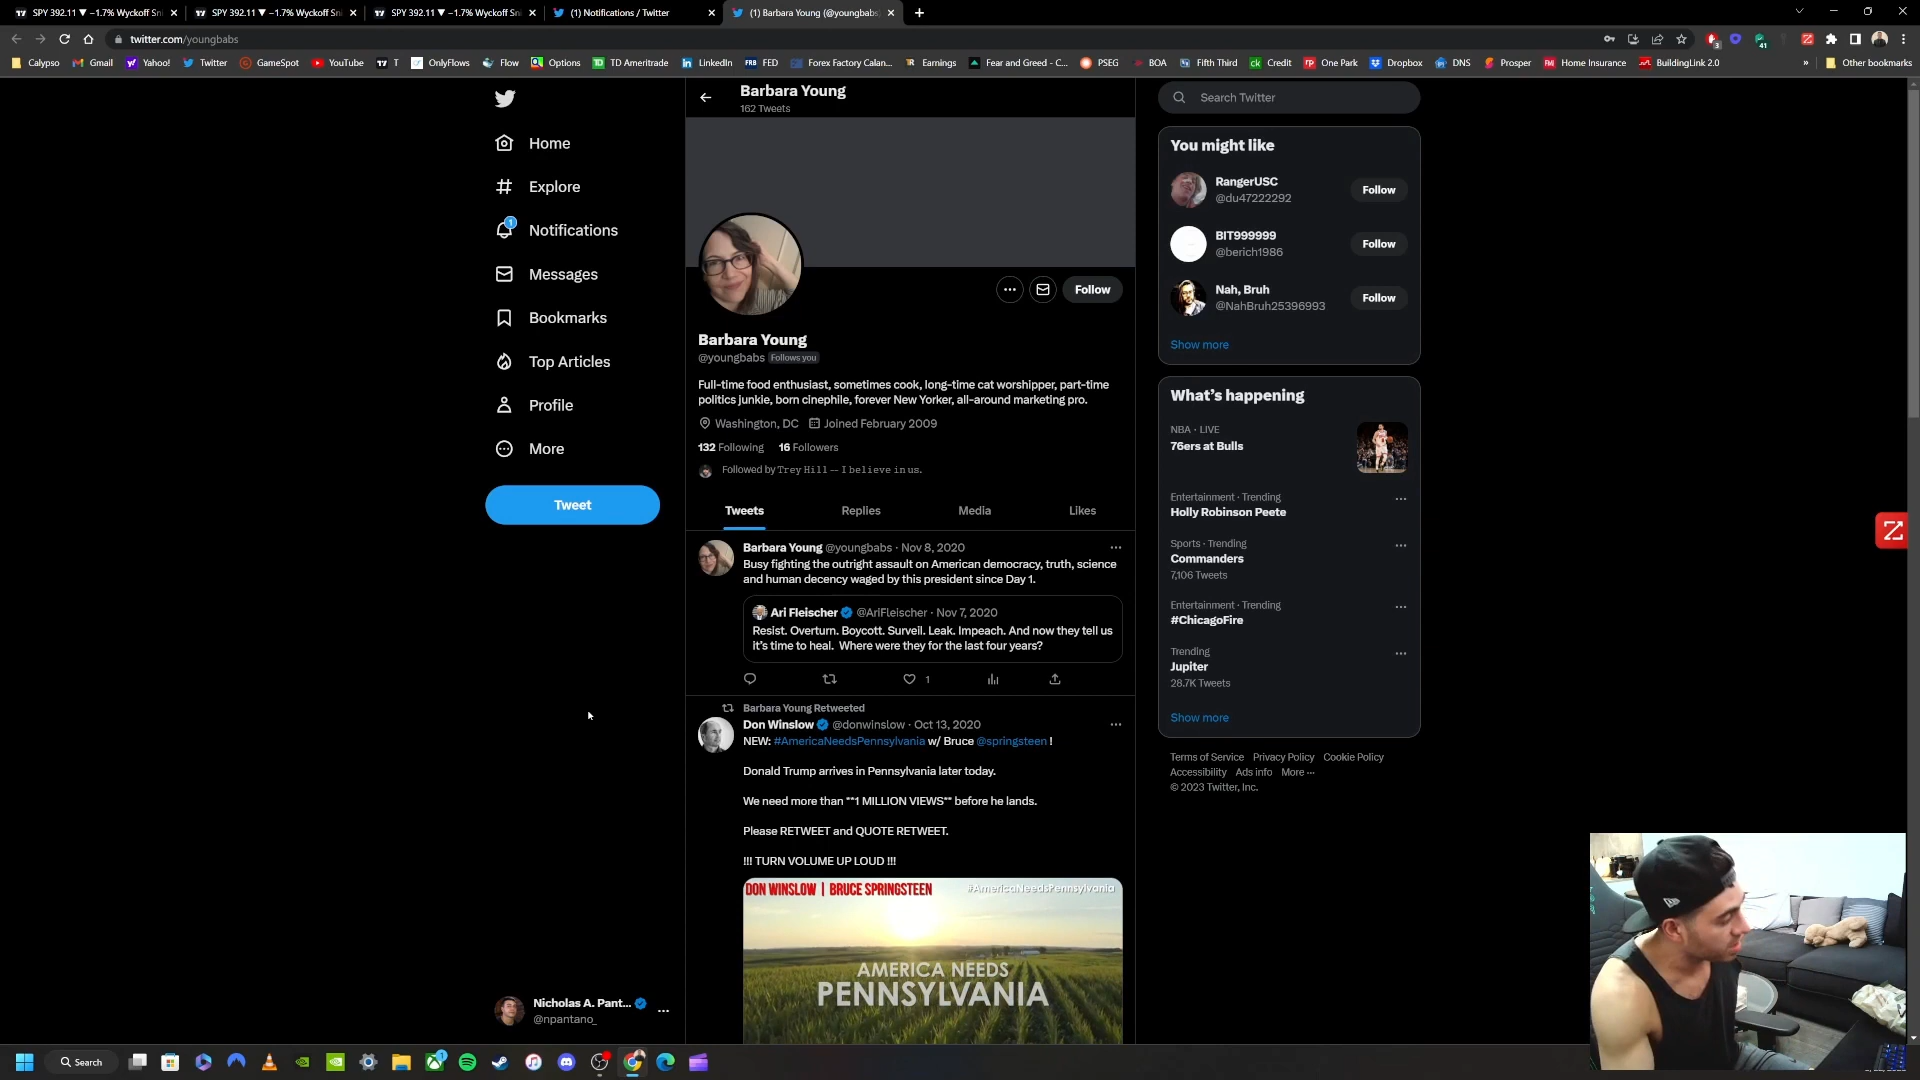 SPY 392.11 ▼ −1.7% Wyckoff Sni
SPY 392.11 ▼ −1.7% Wyckoff Sni
SPY 392.11 ▼ −1.7% Wyckoff Sni
(1) Notifications / Twitter
(1) Barbara Young (@youngbabs)
twitter.com/youngbabs
3
41
Calypso
Gmail
Yahoo!
Twitter
GameSpot
YouTube
T
OnlyFlows
Flow
Options
TD Ameritrade
LinkedIn
FED
Forex Factory Calan...
Earnings
Fear and Greed - C...
PSEG
BOA
Fifth Third
Credit
One Park
Dropbox
DNS
Prosper
Home Insurance
BuildingLink 2.0
»
Other bookmarks
Home
Explore
1
Notifications
Messages
Bookmarks
Top Articles
Profile
More
Tweet
Nicholas A. Pant...
@npantano_
Barbara Young
162 Tweets
Follow
Barbara Young
@youngbabs Follows you
Full-time food enthusiast, sometimes cook, long-time cat worshipper, part-time
politics junkie, born cinephile, forever New Yorker, all-around marketing pro.
Washington, DC Joined February 2009
132 Following 16 Followers
Followed by Trey Hill — I believe in us.
Tweets Replies Media Likes
Barbara Young @youngbabs · Nov 8, 2020
Busy fighting the outright assault on American democracy, truth, science
and human decency waged by this president since Day 1.
Ari Fleischer @AriFleischer · Nov 7, 2020
Resist. Overturn. Boycott. Surveil. Leak. Impeach. And now they tell us
it's time to heal. Where were they for the last four years?
1
Barbara Young Retweeted
Don Winslow @donwinslow · Oct 13, 2020
NEW: #AmericaNeedsPennsylvania w/ Bruce @springsteen !
Donald Trump arrives in Pennsylvania later today.
We need more than **1 MILLION VIEWS** before he lands.
Please RETWEET and QUOTE RETWEET.
!!! TURN VOLUME UP LOUD !!!
DON WINSLOW | BRUCE SPRINGSTEEN
#AmericaNeedsPennsylvania
AMERICA NEEDS
PENNSYLVANIA
Search Twitter
You might like
RangerUSC
@du47222292
Follow
BIT999999
@berich1986
Follow
Nah, Bruh
@NahBruh25396993
Follow
Show more
What's happening
NBA · LIVE
76ers at Bulls
Entertainment · Trending
Holly Robinson Peete
Sports · Trending
Commanders
7,106 Tweets
Entertainment · Trending
#ChicagoFire
Trending
Jupiter
28.7K Tweets
Show more
Terms of Service Privacy Policy Cookie Policy
Accessibility Ads info More ···
© 2023 Twitter, Inc.
Search
1